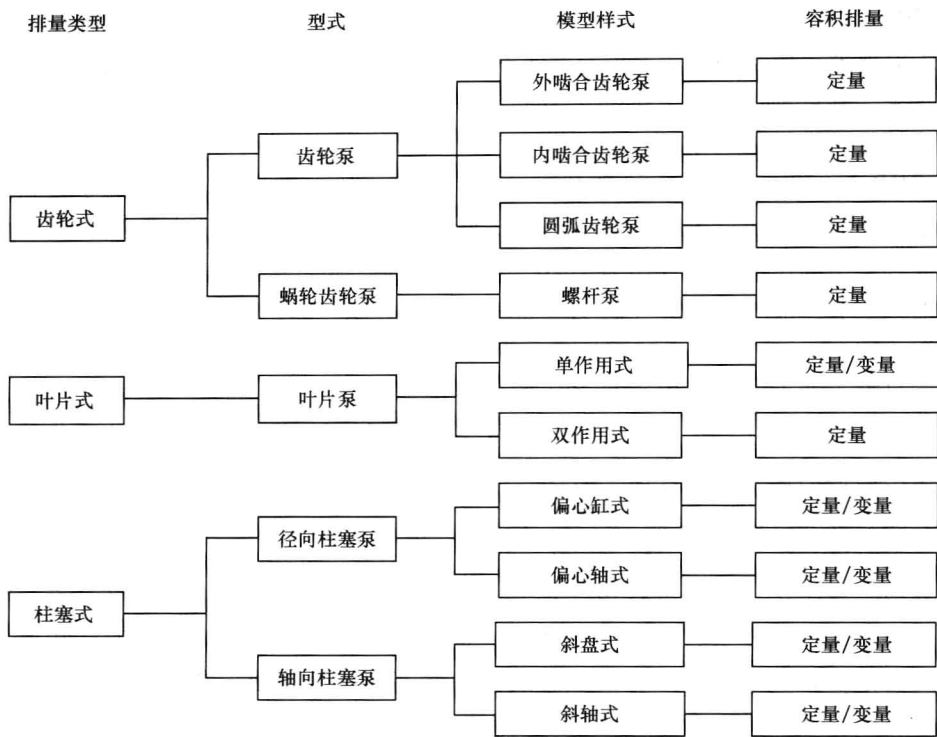 排量类型 型式 模型样式 容积排量
外啮合齿轮泵 定量
齿轮泵 内啮合齿轮泵 定量
齿轮式 圆弧齿轮泵 定量
蜗轮齿轮泵 螺杆泵 定量
单作用式 定量/变量
叶片式 叶片泵
双作用式 定量
偏心缸式 定量/变量
径向柱塞泵
偏心轴式 定量/变量
柱塞式
斜盘式 定量/变量
轴向柱塞泵
斜轴式 定量/变量